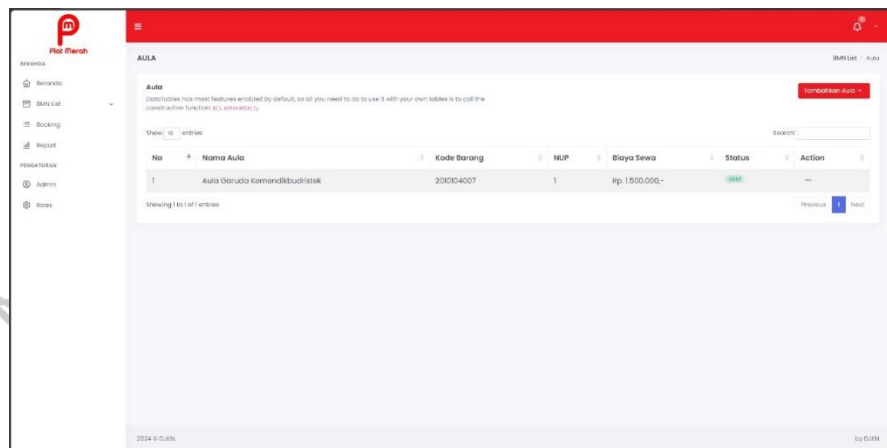 Plat Merah
BERANDA
Beranda
BMN List
Booking
Report
PENGATURAN
Admin
Roles
AULA
BMN List / Aula
Aula
DataTables has most features enabled by default, so all you need to do to use it with your own tables is to call the
construction function: $().DataTable();.
Tambahkan Aula +
Show 10 entries
Search:
No Nama Aula Kode Barang NUP Biaya Sewa Status Action
1 Aula Garuda Kemendikbudristek 2010104007 1 Rp. 1.500.000,- Aktif ...
Showing 1 to 1 of 1 entries
Previous 1 Next
2024 ©
by